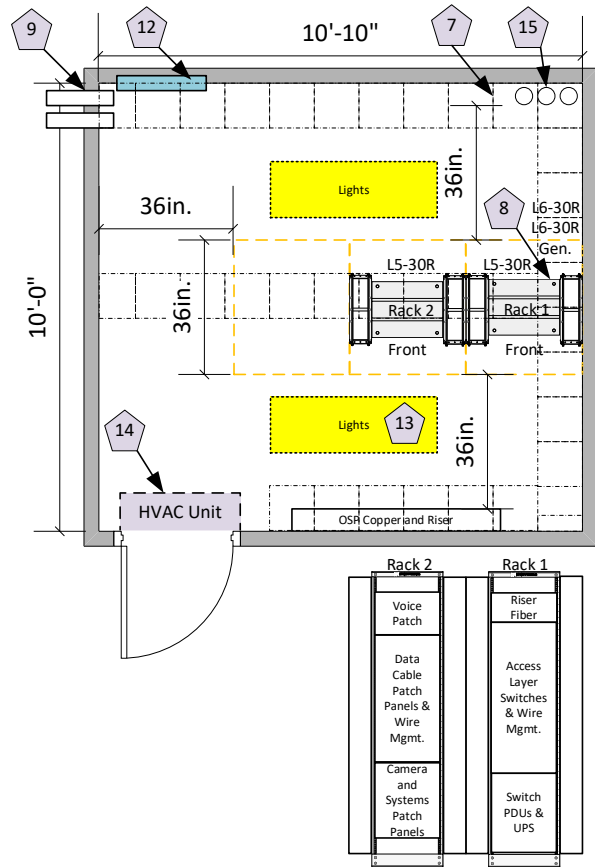 9
12
10'-10"
7
15
Lights
36in.
36in.
8
L6-30R
L6-30R
Gen.
L5-30R
L5-30R
36in.
10'-0"
Rack 2
Rack 1
Front
Front
Lights
13
36in.
14
HVAC Unit
OSP Copper and Riser
Rack 2
Rack 1
Voice
Patch
Riser
Fiber
Data
Cable
Patch
Panels &
Wire
Mgmt.
Access
Layer
Switches
& Wire
Mgmt.
Camera
and
Systems
Patch
Panels
Switch
PDUs &
UPS